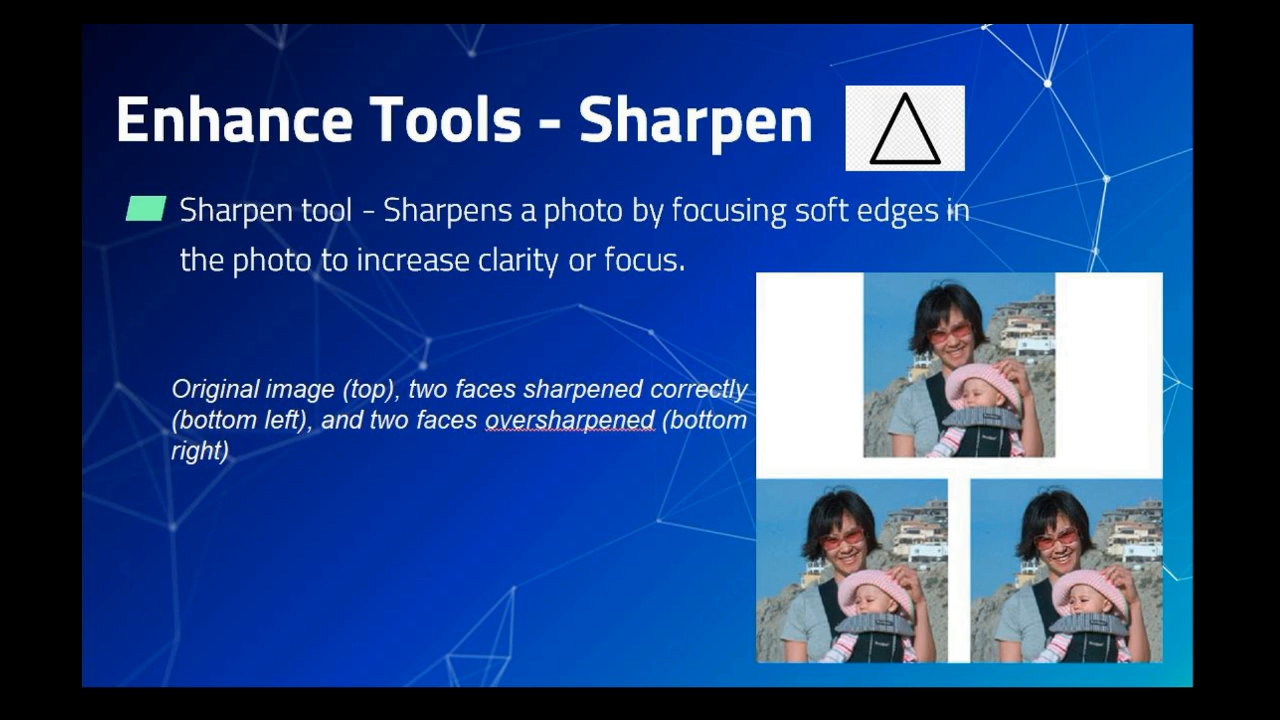 Enhance Tools - Sharpen
Sharpen tool - Sharpens a photo by focusing soft edges in
the photo to increase clarity or focus.
Original image (top), two faces sharpened correctly
(bottom left), and two faces oversharpened (bottom
right)